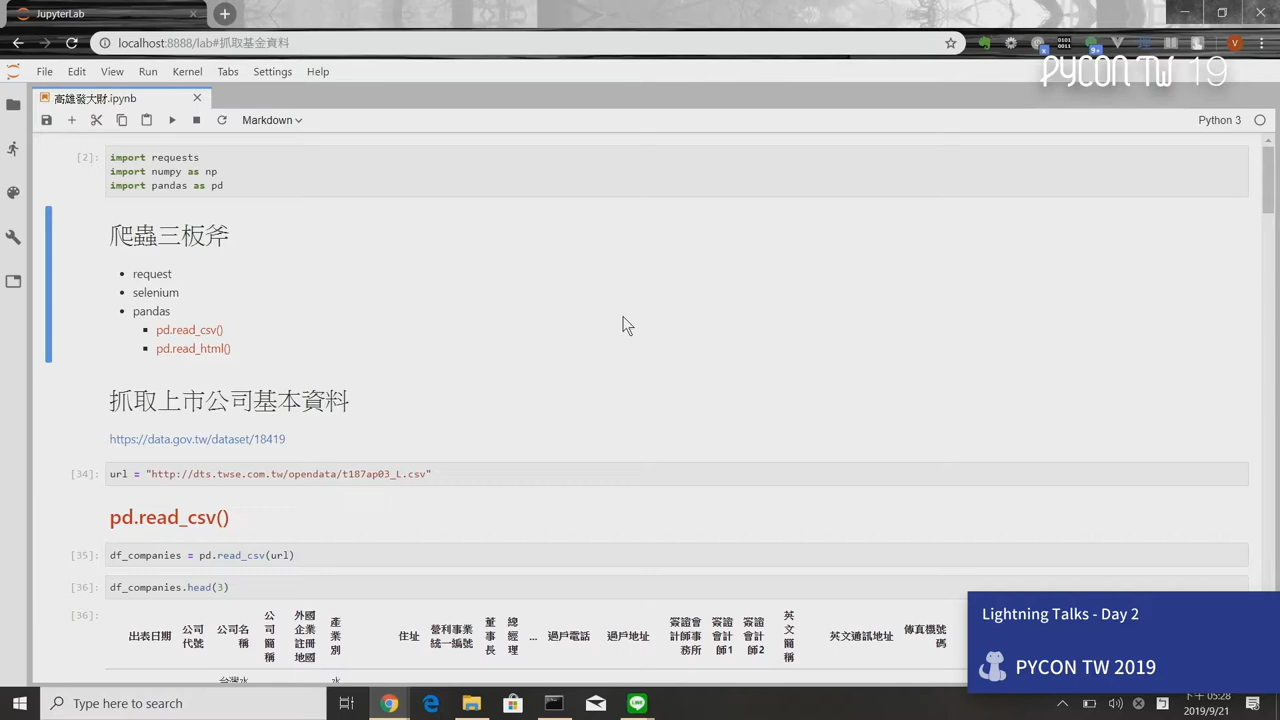 JupyterLab
localhost:8888/lab#抓取基金資料
PYCON TW 19
File Edit View Run Kernel Tabs Settings Help
高雄發大財.ipynb
Markdown
Python 3
[2]:
import requests
import numpy as np
import pandas as pd
爬蟲三板斧
request
selenium
pandas
pd.read_csv()
pd.read_html()
抓取上市公司基本資料
https://data.gov.tw/dataset/18419
[34]: url = "http://dts.twse.com.tw/opendata/t187ap03_L.csv"
pd.read_csv()
[35]: df_companies = pd.read_csv(url)
[36]: df_companies.head(3)
[36]:
出表日期 公司代號 公司名稱 公司簡稱 外國企業註冊地國 產業別 住址 營利事業統一編號 董事長 總經理 ... 過戶電話 過戶地址 簽證會計師事務所 簽證會計師1 簽證會計師2 英文簡稱 英文通訊地址 傳真機號碼
Lightning Talks - Day 2
PYCON TW 2019
Type here to search
下午 05:28
2019/9/21